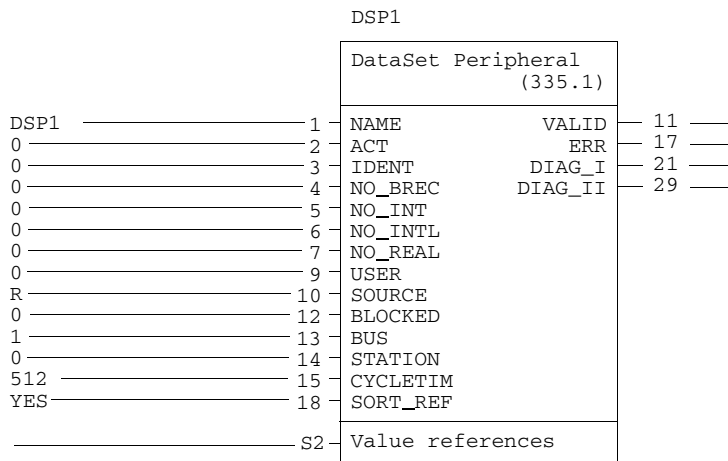 DSP1
DataSet Peripheral
(335.1)
DSP1 1 NAME VALID 11
0 2 ACT ERR 17
0 3 IDENT DIAG_I 21
0 4 NO_BREC DIAG_II 29
0 5 NO_INT
0 6 NO_INTL
0 7 NO_REAL
0 9 USER
R 10 SOURCE
0 12 BLOCKED
1 13 BUS
0 14 STATION
512 15 CYCLETIM
YES 18 SORT_REF
S2 Value references